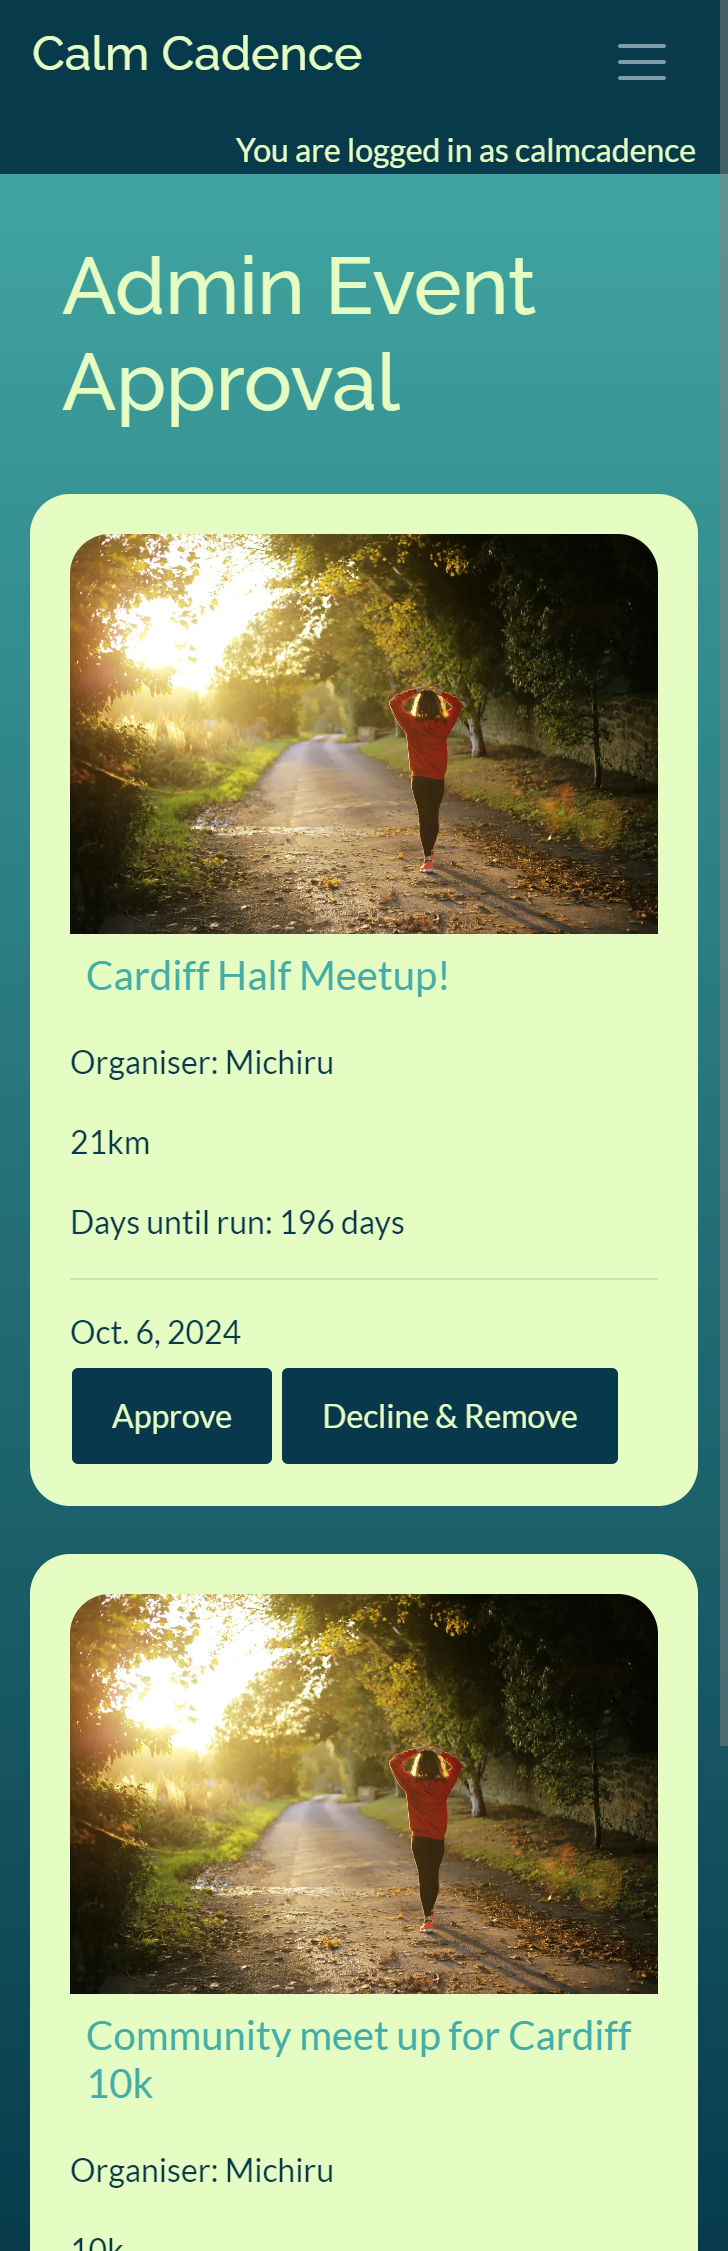 Calm Cadence
You are logged in as calmcadence
Admin Event
Approval
Cardiff Half Meetup!
Organiser: Michiru
21km
Days until run: 196 days
Oct. 6, 2024
Approve
Decline & Remove
Community meet up for Cardiff
10k
Organiser: Michiru
10k